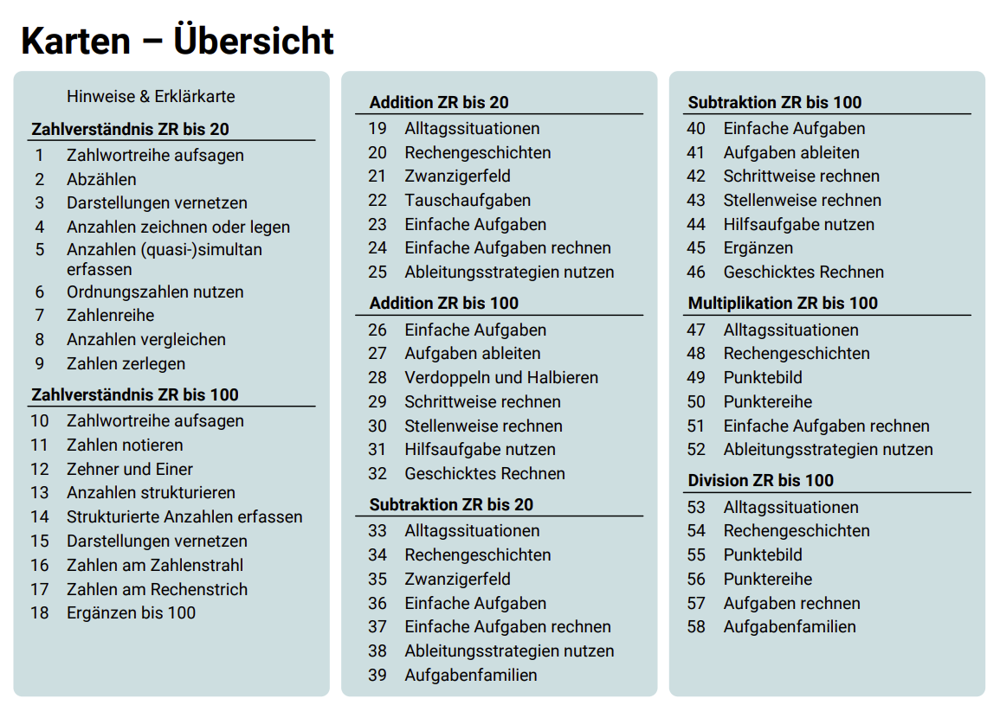 Karten – Übersicht
Hinweise & Erklärkarte
Zahlverständnis ZR bis 20
1 Zahlwortreihe aufsagen
2 Abzählen
3 Darstellungen vernetzen
4 Anzahlen zeichnen oder legen
5 Anzahlen (quasi-)simultan
erfassen
6 Ordnungszahlen nutzen
7 Zahlenreihe
8 Anzahlen vergleichen
9 Zahlen zerlegen
Zahlverständnis ZR bis 100
10 Zahlwortreihe aufsagen
11 Zahlen notieren
12 Zehner und Einer
13 Anzahlen strukturieren
14 Strukturierte Anzahlen erfassen
15 Darstellungen vernetzen
16 Zahlen am Zahlenstrahl
17 Zahlen am Rechenstrich
18 Ergänzen bis 100
Addition ZR bis 20
19 Alltagssituationen
20 Rechengeschichten
21 Zwanzigerfeld
22 Tauschaufgaben
23 Einfache Aufgaben
24 Einfache Aufgaben rechnen
25 Ableitungsstrategien nutzen
Addition ZR bis 100
26 Einfache Aufgaben
27 Aufgaben ableiten
28 Verdoppeln und Halbieren
29 Schrittweise rechnen
30 Stellenweise rechnen
31 Hilfsaufgabe nutzen
32 Geschicktes Rechnen
Subtraktion ZR bis 20
33 Alltagssituationen
34 Rechengeschichten
35 Zwanzigerfeld
36 Einfache Aufgaben
37 Einfache Aufgaben rechnen
38 Ableitungsstrategien nutzen
39 Aufgabenfamilien
Subtraktion ZR bis 100
40 Einfache Aufgaben
41 Aufgaben ableiten
42 Schrittweise rechnen
43 Stellenweise rechnen
44 Hilfsaufgabe nutzen
45 Ergänzen
46 Geschicktes Rechnen
Multiplikation ZR bis 100
47 Alltagssituationen
48 Rechengeschichten
49 Punktebild
50 Punktereihe
51 Einfache Aufgaben rechnen
52 Ableitungsstrategien nutzen
Division ZR bis 100
53 Alltagssituationen
54 Rechengeschichten
55 Punktebild
56 Punktereihe
57 Aufgaben rechnen
58 Aufgabenfamilien